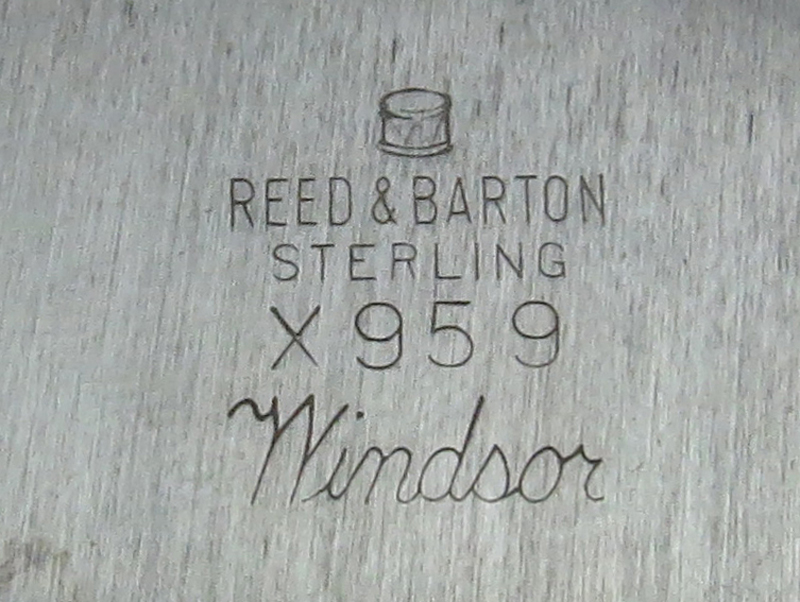 REED & BARTON
STERLING
X959
Windsor